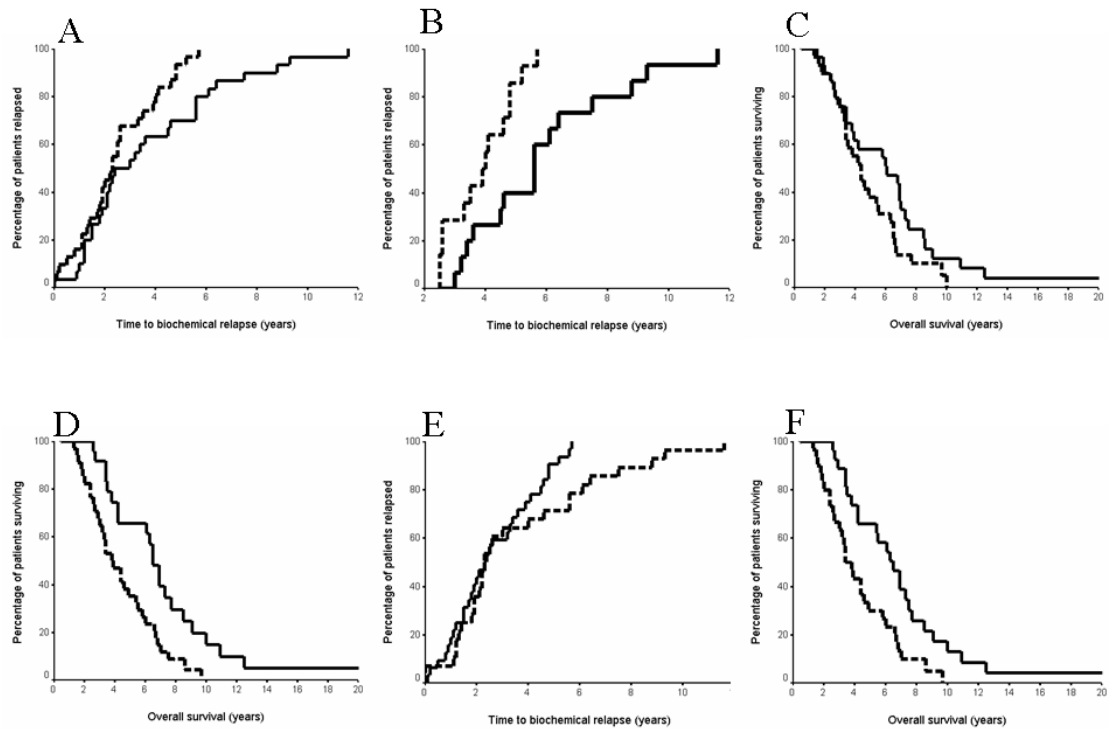 A
Percentage of patients relapsed
100
80
60
40
20
0
0 2 4 6 8 10 12
Time to biochemical relapse (years)
B
Percentage of pateints relapsed
100
80
60
40
20
0
2 4 6 8 10 12
Time to biochemical relapse (years)
C
Percentage of patients surviving
100
80
60
40
20
0
0 2 4 6 8 10 12 14 16 18 20
Overall suvival (years)
D
Percentage of patients surviving
100
80
60
40
20
0
0 2 4 6 8 10 12 14 16 18 20
Overall survival (years)
E
Percentage of patients relapsed
100
80
60
40
20
0
0 2 4 6 8 10
Time to biochemical relapse (years)
F
Percentage of patients surviving
100
80
60
40
20
0
0 2 4 6 8 10 12 14 16 18 20
Overall survival (years)